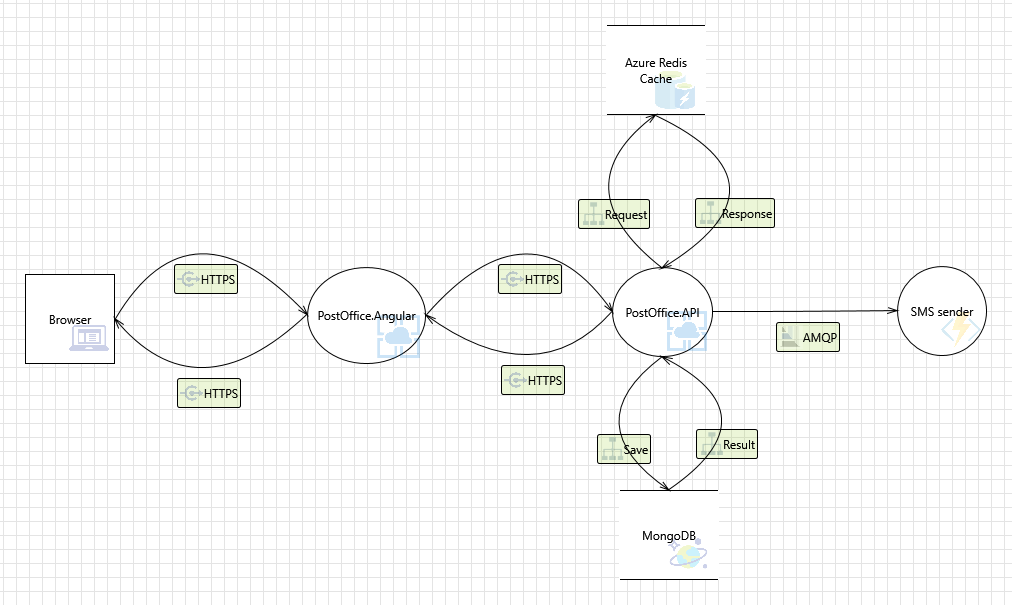 Azure Redis
Cache
Request
Response
HTTPS
HTTPS
Browser
PostOffice.Angular
PostOffice.API
SMS sender
AMQP
HTTPS
HTTPS
Save
Result
MongoDB